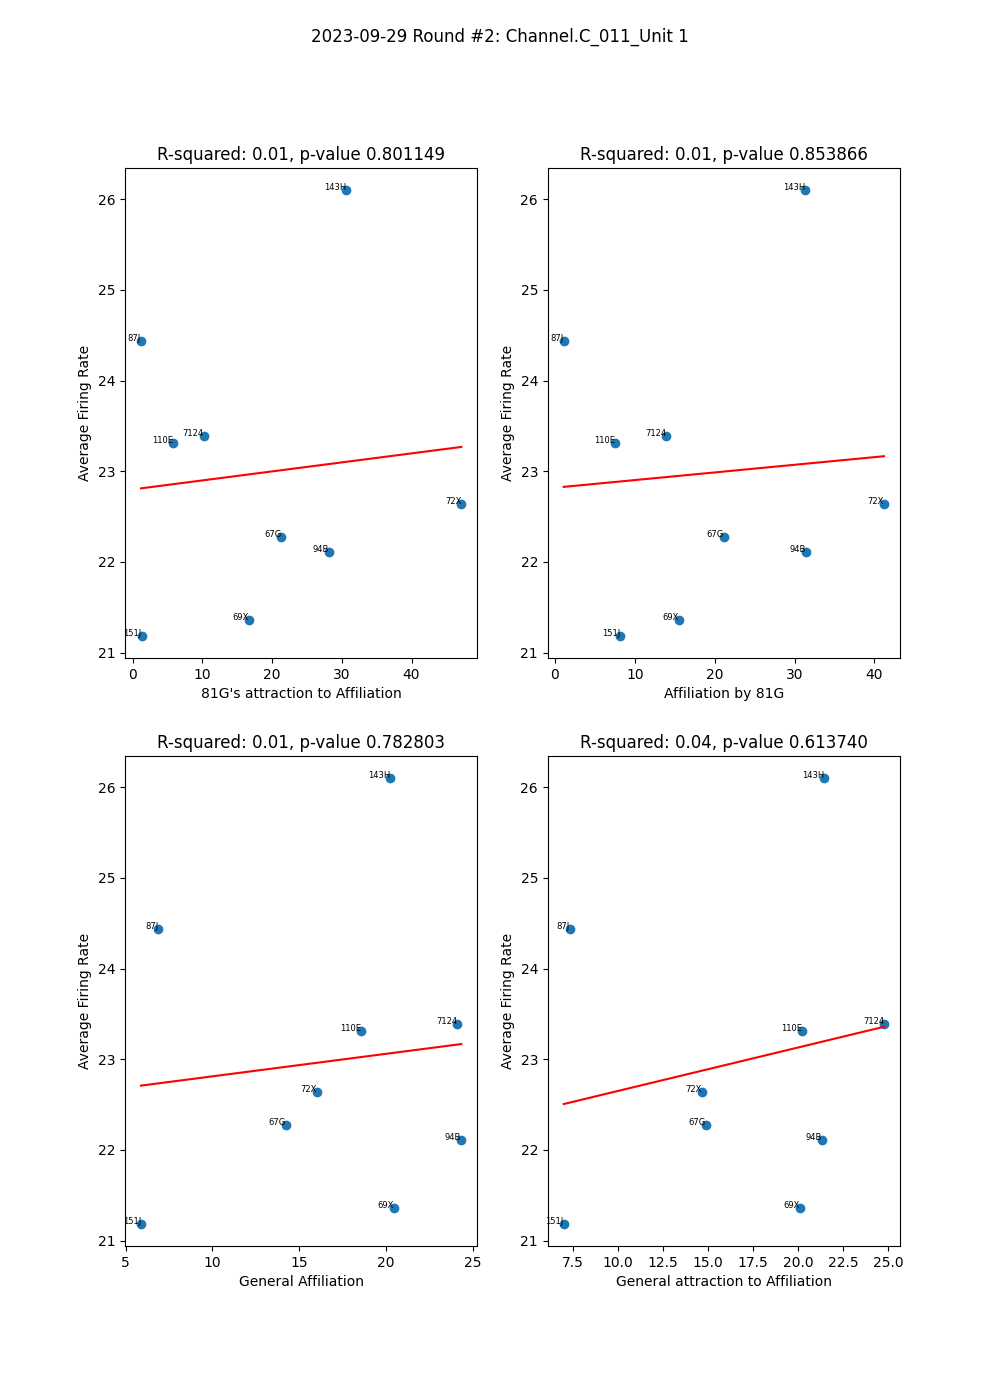 2023-09-29 Round #2: Channel.C_011_Unit 1
R-squared: 0.01, p-value 0.801149
26
25
24
23
22
21
Average Firing Rate
143H
87J
110E
7124
72X
67G
94B
69X
151J
0 10 20 30 40
81G's attraction to Affiliation
R-squared: 0.01, p-value 0.853866
26
25
24
23
22
21
Average Firing Rate
143H
87J
110E
7124
72X
67G
94B
69X
151J
0 10 20 30 40
Affiliation by 81G
R-squared: 0.01, p-value 0.782803
26
25
24
23
22
21
Average Firing Rate
143H
87J
7124
110E
72X
67G
94B
69X
151J
5 10 15 20 25
General Affiliation
R-squared: 0.04, p-value 0.613740
26
25
24
23
22
21
Average Firing Rate
143H
87J
7124
110E
72X
67G
94B
69X
151J
7.5 10.0 12.5 15.0 17.5 20.0 22.5 25.0
General attraction to Affiliation